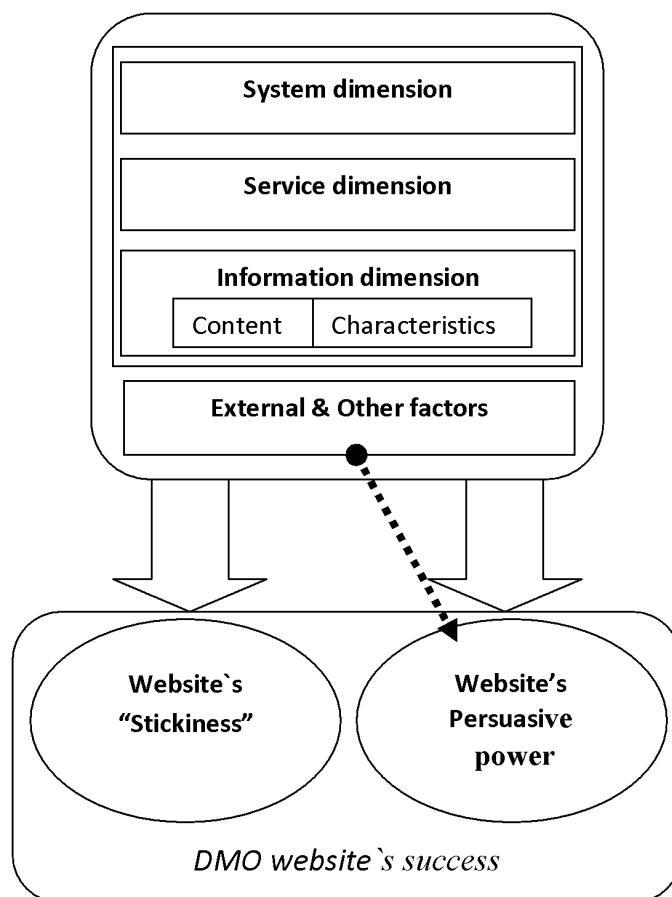 System dimension
Service dimension
Information dimension
Content
Characteristics
External & Other factors
Website`s
“Stickiness”
Website’s
Persuasive
power
DMO website`s success